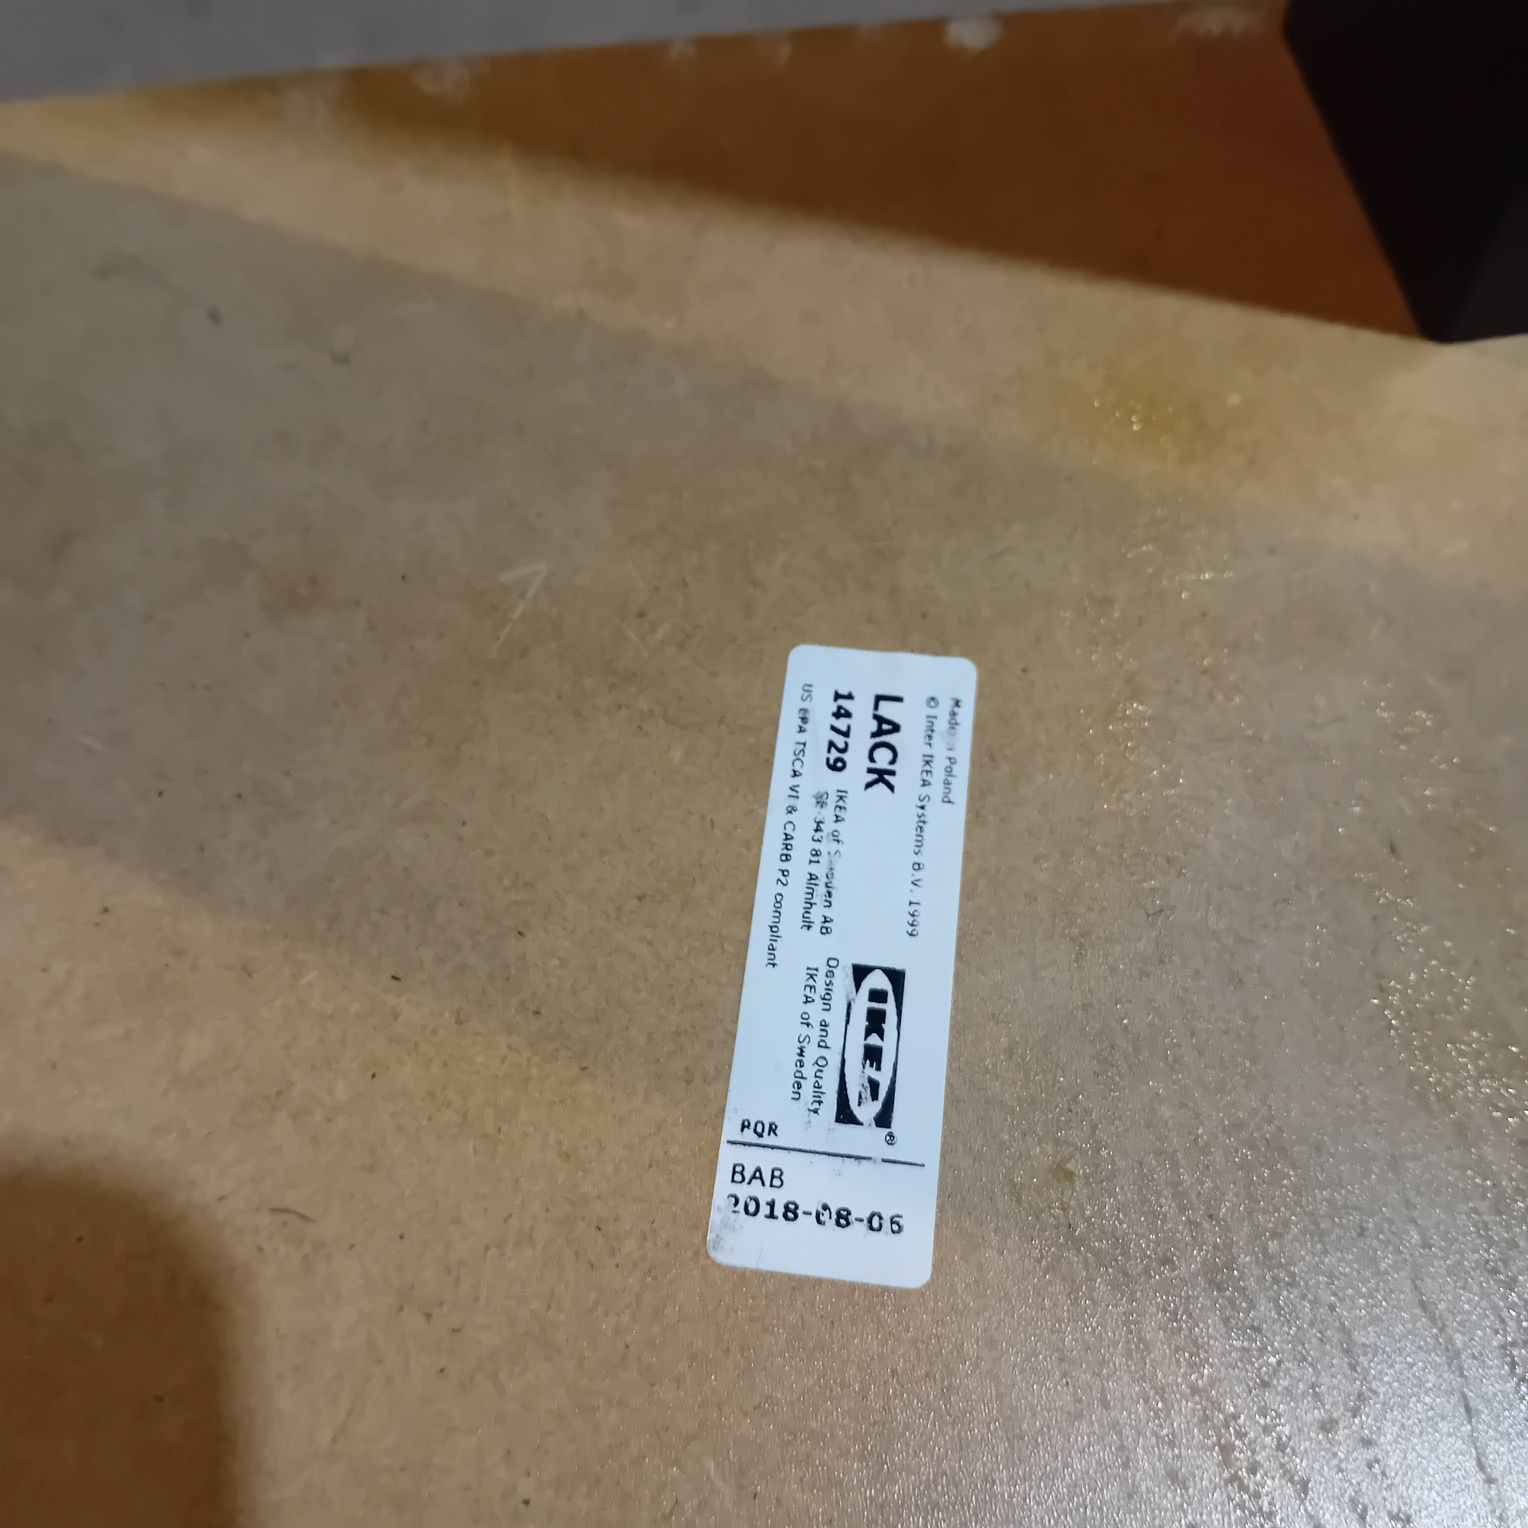 Made in Poland
© Inter IKEA Systems B.V. 1999
LACK
14729
IKEA of Sweden AB
SE-343 81 Älmhult
Design and Quality
IKEA of Sweden
US EPA TSCA VI & CARB P2 compliant
IKEA®
PQR
BAB
2018-08-06